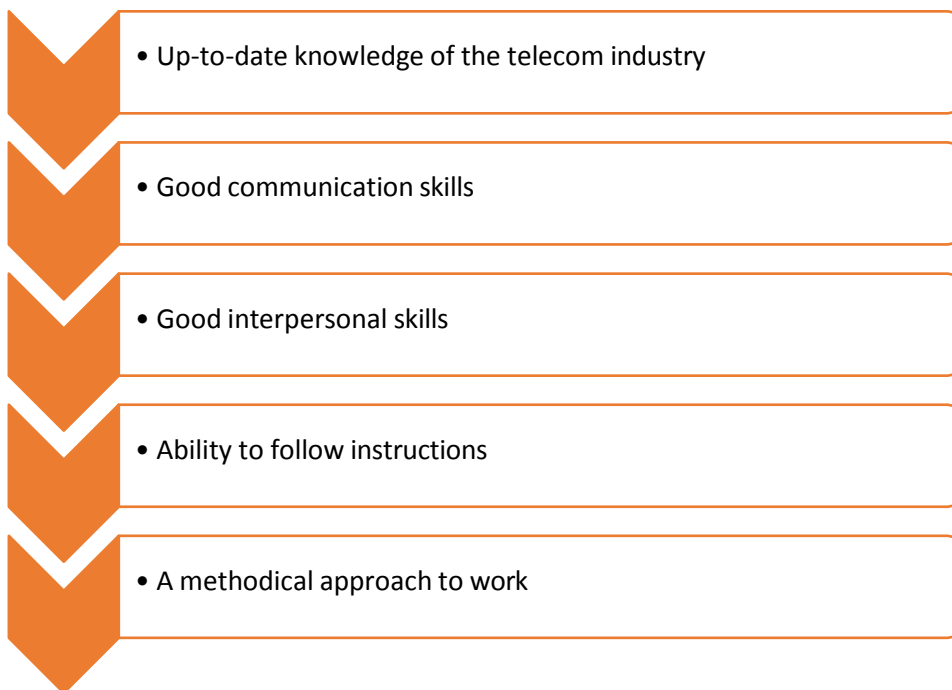 • Up-to-date knowledge of the telecom industry
• Good communication skills
• Good interpersonal skills
• Ability to follow instructions
• A methodical approach to work